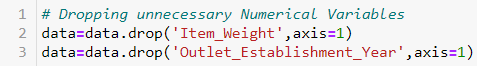 1 # Dropping unnecessary Numerical Variables
2 data=data.drop('Item_Weight',axis=1)
3 data=data.drop('Outlet_Establishment_Year',axis=1)